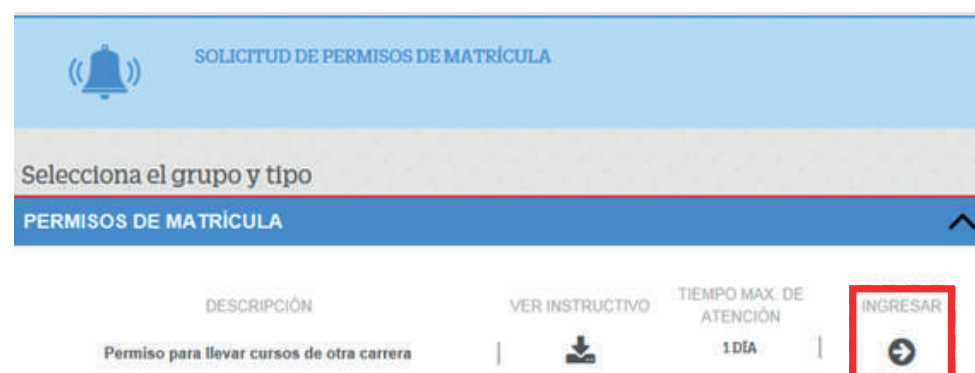 SOLICITUD DE PERMISOS DE MATRÍCULA
Selecciona el grupo y tipo
PERMISOS DE MATRÍCULA
DESCRIPCIÓN VER INSTRUCTIVO TIEMPO MAX. DE ATENCIÓN INGRESAR
Permiso para llevar cursos de otra carrera 1 DÍA